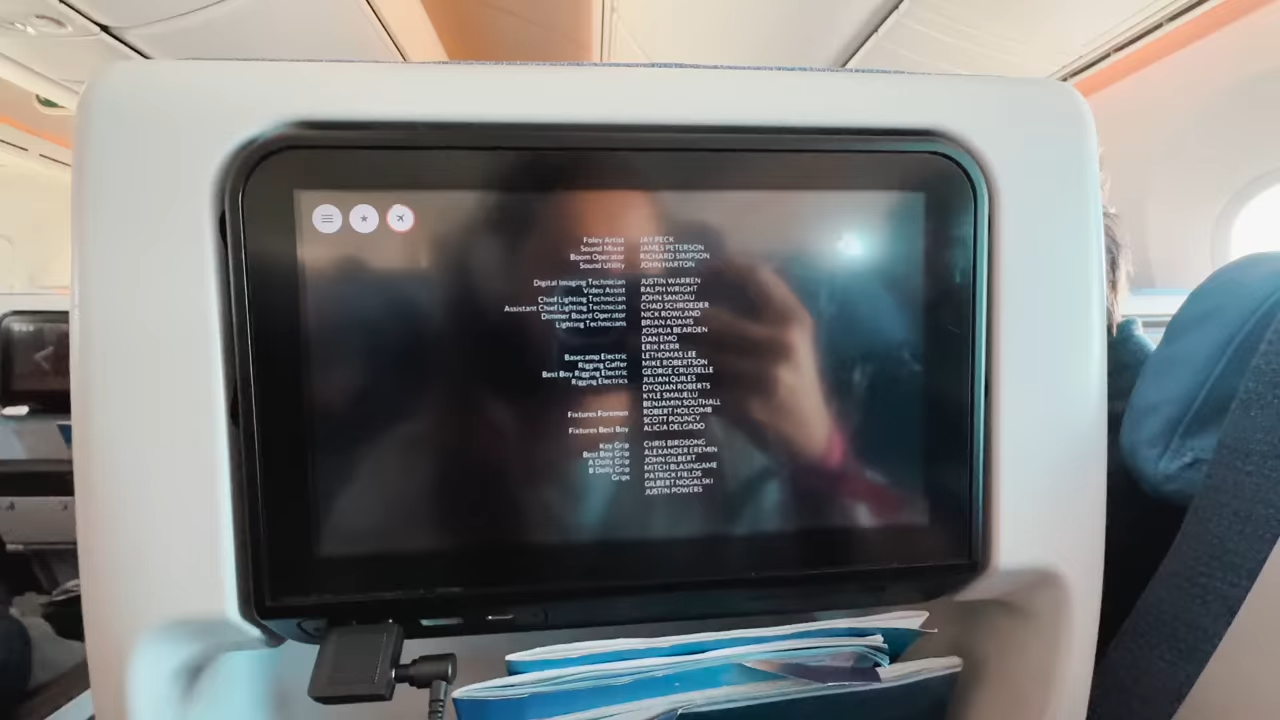 Foley Artist JAY PECK
Sound Mixer JAMES PETERSON
Boom Operator RICHARD SIMPSON
Sound Utility JOHN HARTON
Digital Imaging Technician JUSTIN WARREN
Video Assist RALPH WRIGHT
Chief Lighting Technician JOHN SANDAU
Assistant Chief Lighting Technician CHAD SCHROEDER
Dimmer Board Operator NICK ROWLAND
Lighting Technicians BRIAN ADAMS
JOSHUA BEARDEN
DAN EMO
ERIK KERR
Basecamp Electric LETHOMAS LEE
Rigging Gaffer MIKE ROBERTSON
Best Boy Rigging Electric GEORGE CRUSSELLE
Rigging Electrics JULIAN QUILES
DYQUAN ROBERTS
KYLE SMAUELU
BENJAMIN SOUTHALL
Fixtures Foremen ROBERT HOLCOMB
SCOTT POUNCY
Fixtures Best Boy ALICIA DELGADO
Key Grip CHRIS BIRDSONG
Best Boy Grip ALEXANDER EREMIN
A Dolly Grip JOHN GILBERT
B Dolly Grip MITCH BLASINGAME
Grips PATRICK FIELDS
GILBERT NOGALSKI
JUSTIN POWERS